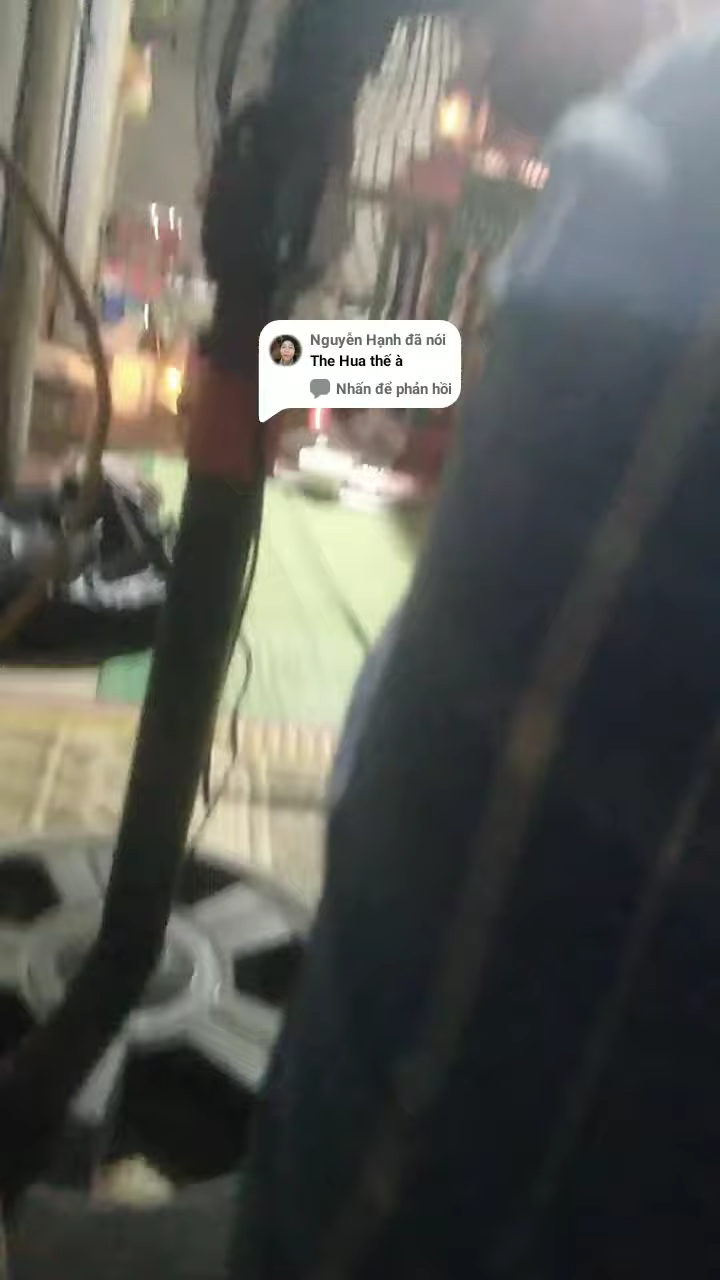 Nguyễn Hạnh đã nói
The Hua thế à
Nhấn để phản hồi